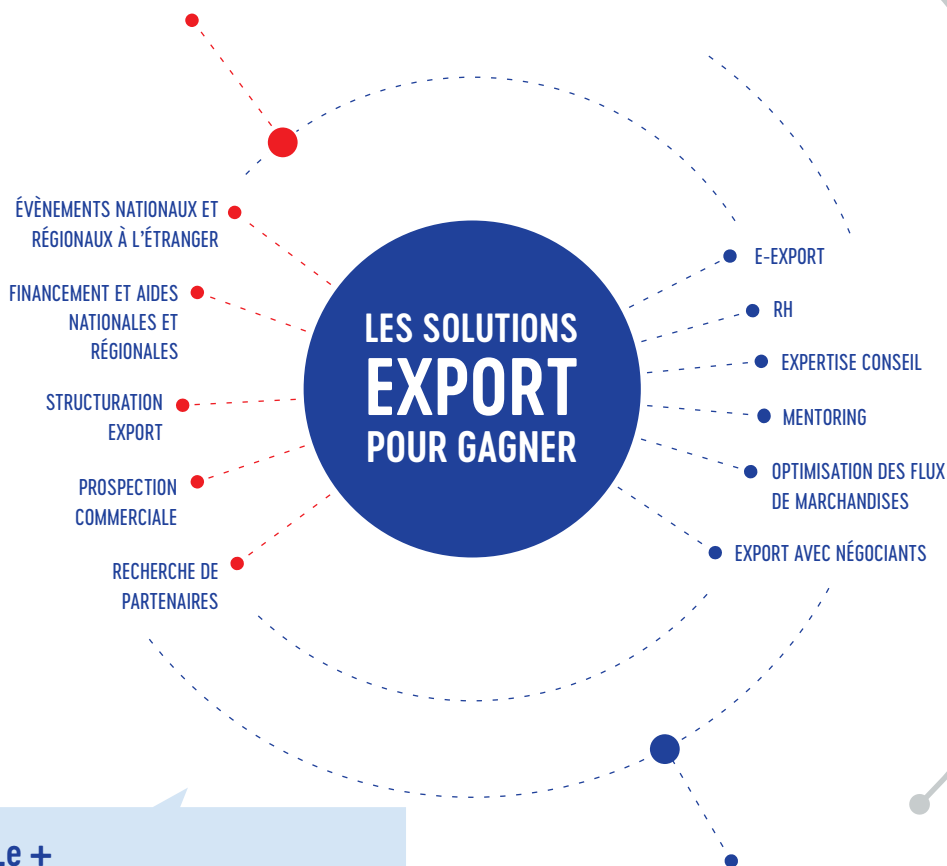 ÉVÈNEMENTS NATIONAUX ET
RÉGIONAUX À L'ÉTRANGER
FINANCEMENT ET AIDES
NATIONALES ET
RÉGIONALES
STRUCTURATION
EXPORT
PROSPECTION
COMMERCIALE
RECHERCHE DE
PARTENAIRES
LES SOLUTIONS
EXPORT
POUR GAGNER
E-EXPORT
RH
EXPERTISE CONSEIL
MENTORING
OPTIMISATION DES FLUX
DE MARCHANDISES
EXPORT AVEC NÉGOCIANTS
Le +